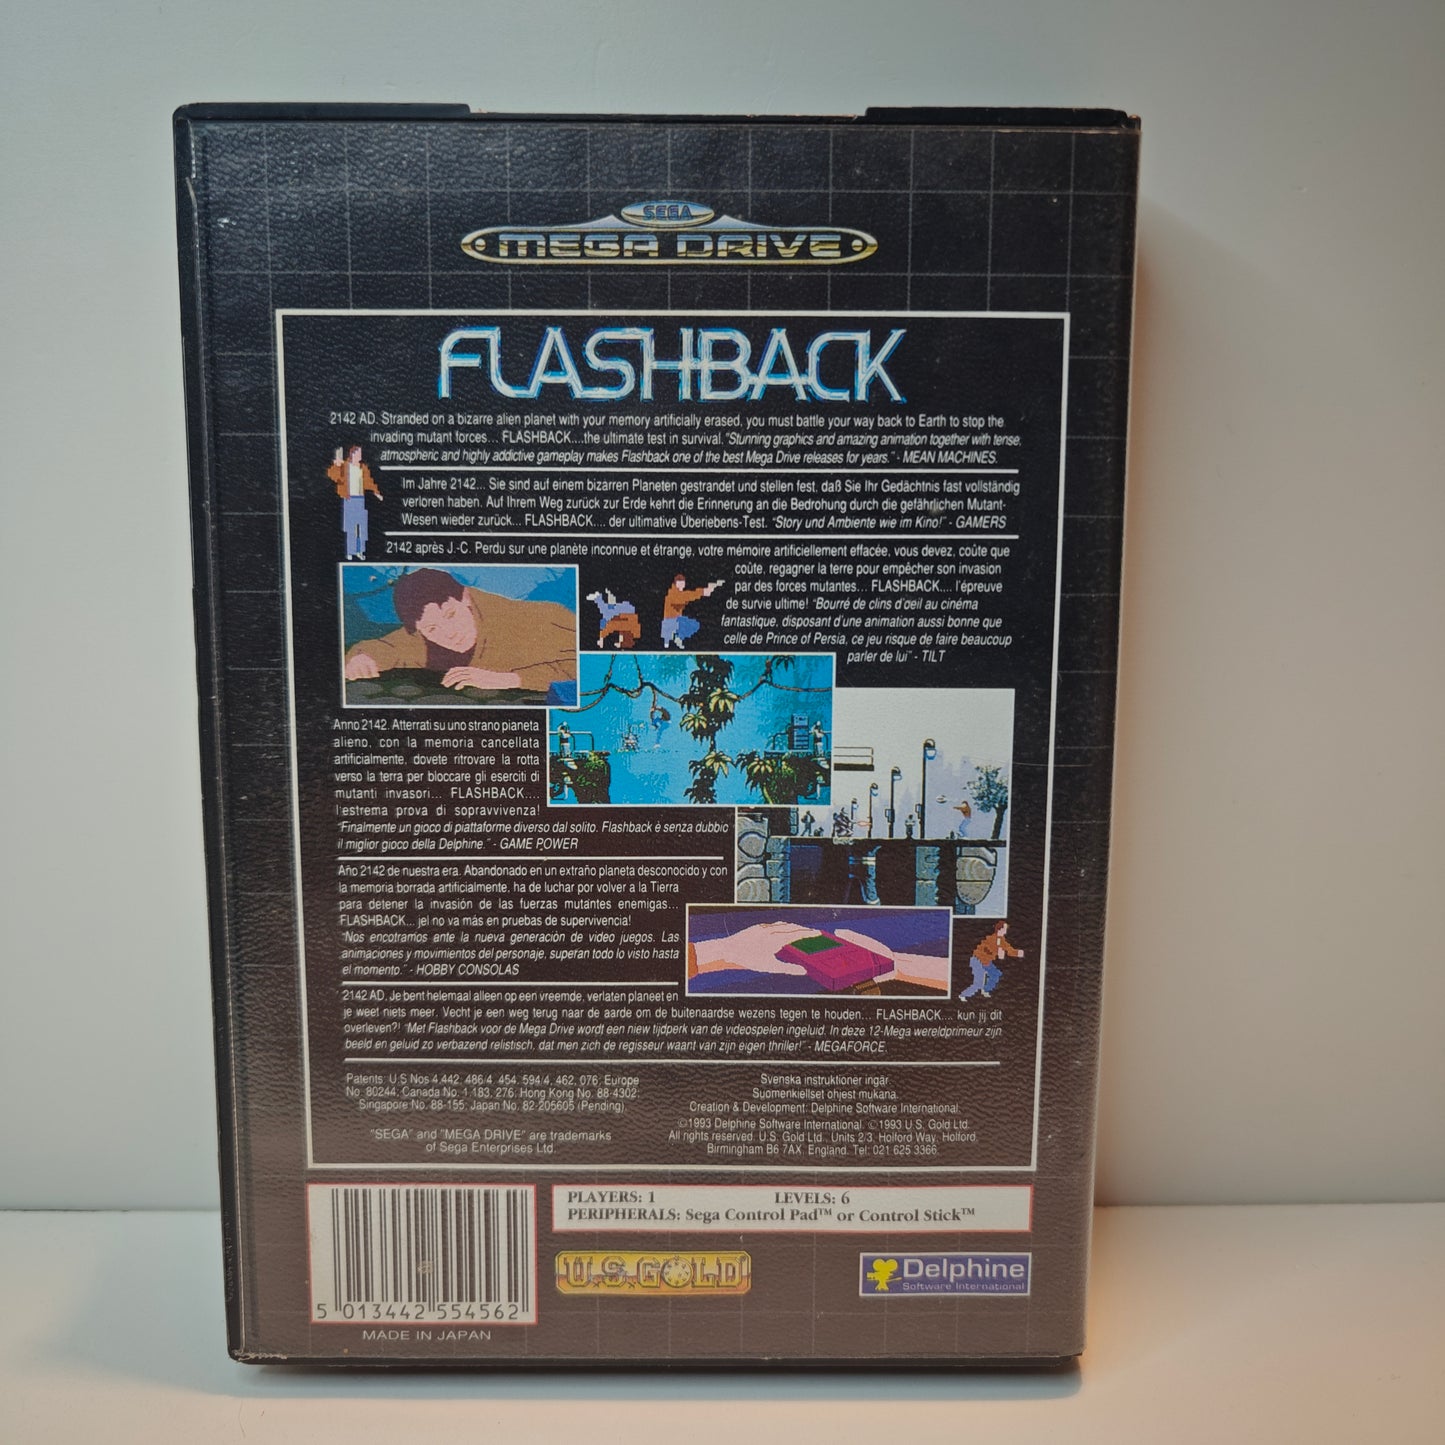 SEGA
MEGA DRIVE
FLASHBACK
2142 AD. Stranded on a bizarre alien planet with your memory artificially erased, you must battle your way back to Earth to stop the
invading mutant forces... FLASHBACK....the ultimate test in survival. "Stunning graphics and amazing animation together with tense,
atmospheric and highly addictive gameplay makes Flashback one of the best Mega Drive releases for years." - MEAN MACHINES.
Im Jahre 2142... Sie sind auf einem bizarren Planeten gestrandet und stellen fest, daß Sie Ihr Gedächtnis fast vollständig
verloren haben. Auf Ihrem Weg zurück zur Erde kehrt die Erinnerung an die Bedrohung durch die gefährlichen Mutant-
Wesen wieder zurück... FLASHBACK.... der ultimative Überiebens-Test. "Story und Ambiente wie im Kino!" - GAMERS
2142 après J.-C. Perdu sur une planète inconnue et étrange, votre mémoire artificiellement effacée, vous devez, coûte que
coûte, regagner la terre pour empêcher son invasion
par des forces mutantes... FLASHBACK.... l'épreuve
de survie ultime! "Bourré de clins d'œil au cinéma
fantastique, disposant d'une animation aussi bonne que
celle de Prince of Persia, ce jeu risque de faire beaucoup
parler de lui" - TILT
Anno 2142. Atterrati su uno strano pianeta
alieno, con la memoria cancellata
artificialmente, dovete ritrovare la rotta
verso la terra per bloccare gli eserciti di
mutanti invasori... FLASHBACK....
l'estrema prova di sopravvivenza!
"Finalmente un gioco di piattaforme diverso dal solito. Flashback è senza dubbio
il miglior gioco della Delphine." - GAME POWER
Año 2142 de nuestra era. Abandonado en un extraño planeta desconocido y con
la memoria borrada artificialmente, ha de luchar por volver a la Tierra
para detener la invasión de las fuerzas mutantes enemigas...
FLASHBACK... ¡el no va más en pruebas de supervivencia!
"Nos encotramos ante la nueva generación de video juegos. Las
animaciones y movimientos del personaje, superan todo lo visto hasta
el momento." - HOBBY CONSOLAS
2142 AD. Je bent helemaal alleen op een vreemde, verlaten planeet en
je weet niets meer. Vecht je een weg terug naar de aarde om de buitenaardse wezens tegen te houden... FLASHBACK.... kun jij dit
overleven?! "Met Flashback voor de Mega Drive wordt een niew tijdperk van de videospelen ingeluid. In deze 12-Mega wereldprimeur zijn
beeld en geluid zo verbazend relistisch, dat men zich de regisseur waant van zijn eigen thriller!" - MEGAFORCE.
Patents: U.S Nos 4,442, 486/4, 454, 594/4, 462, 076; Europe
No. 80244; Canada No. 1,183, 276; Hong Kong No. 88-4302;
Singapore No. 88-155; Japan No. 82-205605 (Pending).
"SEGA" and "MEGA DRIVE" are trademarks
of Sega Enterprises Ltd.
Svenska instruktioner ingår.
Suomenkiellset ohjest mukana.
Creation & Development: Delphine Software International.
©1993 Delphine Software International. ©1993 U.S. Gold Ltd.
All rights reserved. U.S. Gold Ltd., Units 2/3, Holford Way, Holford,
Birmingham B6 7AX. England. Tel: 021 625 3366.
PLAYERS: 1 LEVELS: 6
PERIPHERALS: Sega Control Pad™ or Control Stick™
U.S. GOLD
Delphine
Software International
5 013442 554562
MADE IN JAPAN